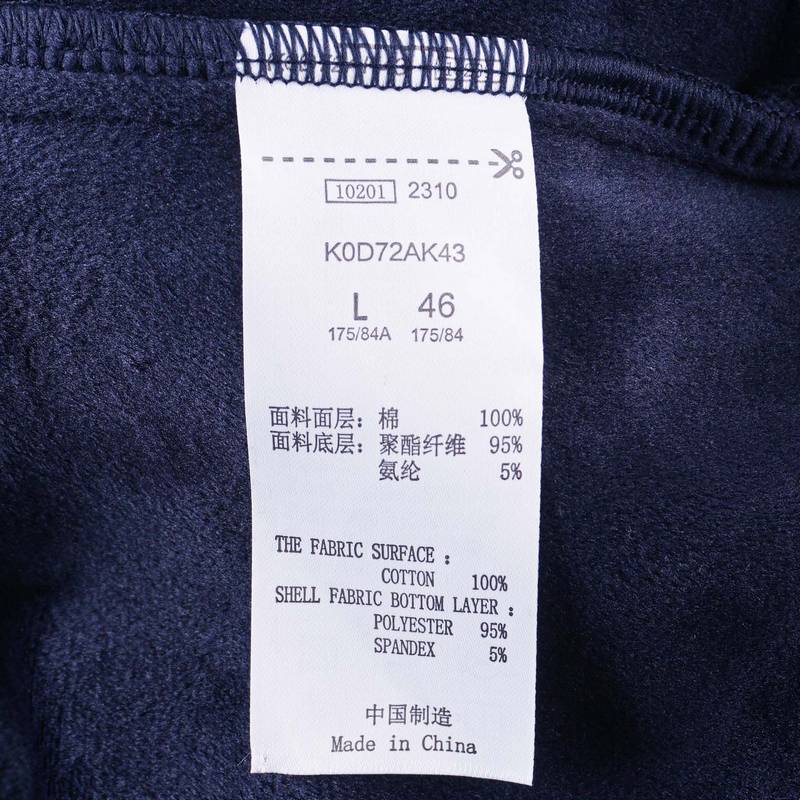 10201 2310
K0D72AK43
L 46
175/84A 175/84
面料面层：棉 100%
面料底层：聚酯纤维 95%
氨纶 5%
THE FABRIC SURFACE :
COTTON 100%
SHELL FABRIC BOTTOM LAYER :
POLYESTER 95%
SPANDEX 5%
中国制造
Made in China